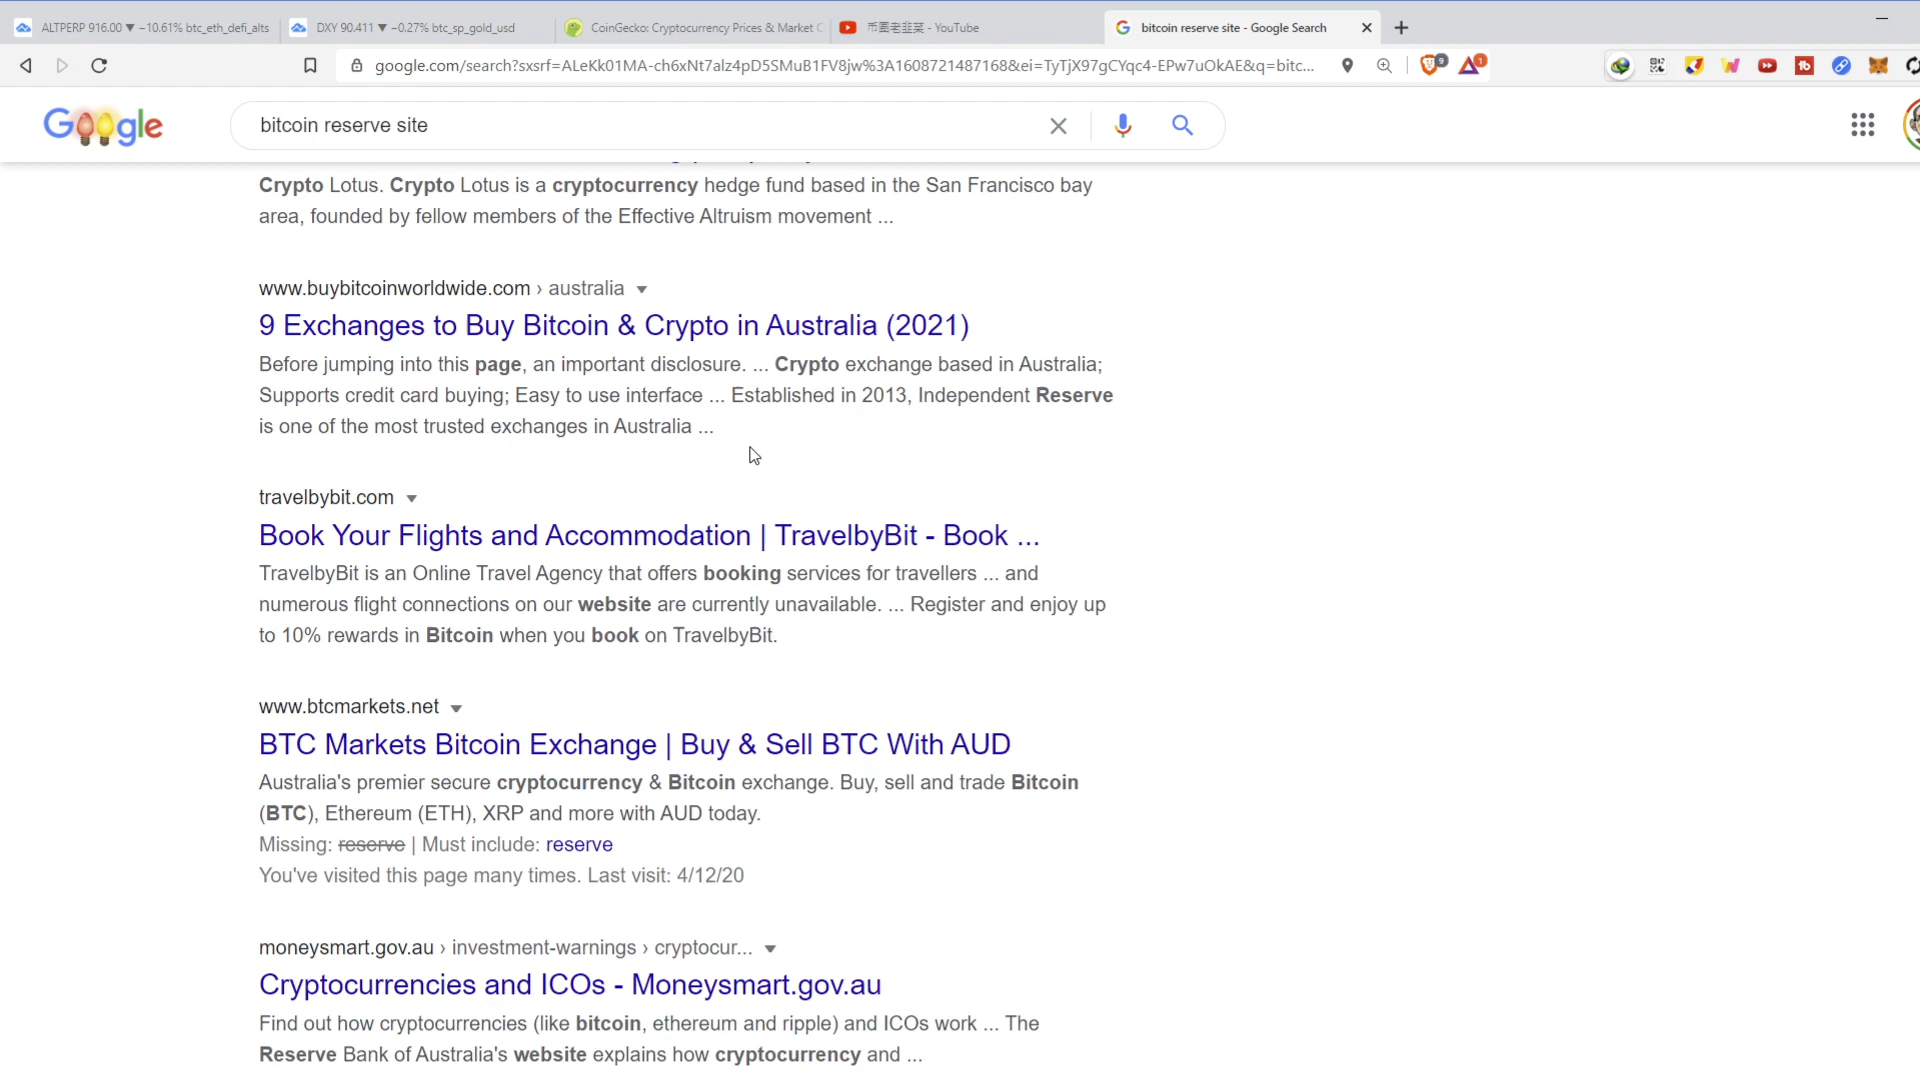 ALTPERP 916.00 ▼ −10.61% btc_eth_defi_alts
DXY 90.411 ▼ −0.27% btc_sp_gold_usd
CoinGecko: Cryptocurrency Prices & Market C
币圈老韭菜 - YouTube
bitcoin reserve site - Google Search
google.com/search?sxsrf=ALeKk01MA-ch6xNt7alz4pD5SMuB1FV8jw%3A1608721487168&ei=TyTjX97gCYqc4-EPw7uOkAE&q=bitc...
9
1
Google
bitcoin reserve site
Crypto Lotus. Crypto Lotus is a cryptocurrency hedge fund based in the San Francisco bay
area, founded by fellow members of the Effective Altruism movement ...
www.buybitcoinworldwide.com › australia ▼
9 Exchanges to Buy Bitcoin & Crypto in Australia (2021)
Before jumping into this page, an important disclosure. ... Crypto exchange based in Australia;
Supports credit card buying; Easy to use interface ... Established in 2013, Independent Reserve
is one of the most trusted exchanges in Australia ...
travelbybit.com ▼
Book Your Flights and Accommodation | TravelbyBit - Book ...
TravelbyBit is an Online Travel Agency that offers booking services for travellers ... and
numerous flight connections on our website are currently unavailable. ... Register and enjoy up
to 10% rewards in Bitcoin when you book on TravelbyBit.
www.btcmarkets.net ▼
BTC Markets Bitcoin Exchange | Buy & Sell BTC With AUD
Australia's premier secure cryptocurrency & Bitcoin exchange. Buy, sell and trade Bitcoin
(BTC), Ethereum (ETH), XRP and more with AUD today.
Missing: reserve | Must include: reserve
You've visited this page many times. Last visit: 4/12/20
moneysmart.gov.au › investment-warnings › cryptocur... ▼
Cryptocurrencies and ICOs - Moneysmart.gov.au
Find out how cryptocurrencies (like bitcoin, ethereum and ripple) and ICOs work ... The
Reserve Bank of Australia's website explains how cryptocurrency and ...